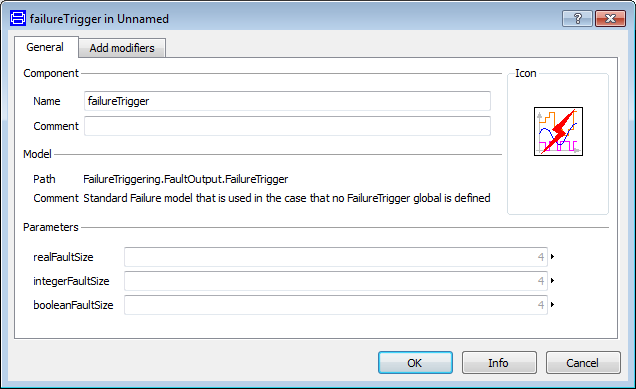 failureTrigger in Unnamed
?
General
Add modifiers
Component
Icon
Name
failureTrigger
Comment
Model
Path
FailureTriggering.FaultOutput.FailureTrigger
Comment
Standard Failure model that is used in the case that no FailureTrigger global is defined
Parameters
realFaultSize
4
integerFaultSize
4
booleanFaultSize
4
OK
Info
Cancel